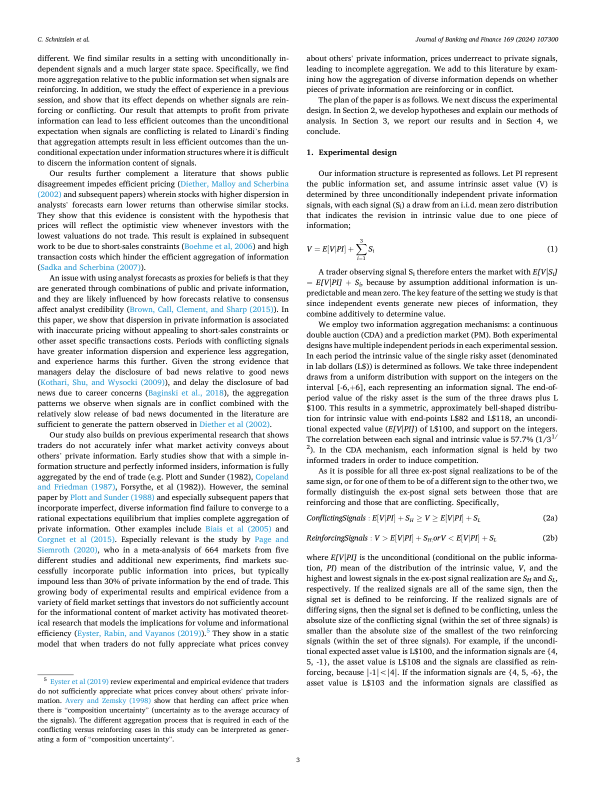 C. Schnitzlein et al.
Journal of Banking and Finance 169 (2024) 107300
different. We find similar results in a setting with unconditionally in-
dependent signals and a much larger state space. Specifically, we find
more aggregation relative to the public information set when signals are
reinforcing. In addition, we study the effect of experience in a previous
session, and show that its effect depends on whether signals are rein-
forcing or conflicting. Our result that attempts to profit from private
information can lead to less efficient outcomes than the unconditional
expectation when signals are conflicting is related to Linardi's finding
that aggregation attempts result in less efficient outcomes than the un-
conditional expectation under information structures where it is difficult
to discern the information content of signals.
Our results further complement a literature that shows public
disagreement impedes efficient pricing (Diether, Malloy and Scherbina
(2002) and subsequent papers) wherein stocks with higher dispersion in
analysts' forecasts earn lower returns than otherwise similar stocks.
They show that this evidence is consistent with the hypothesis that
prices will reflect the optimistic view whenever investors with the
lowest valuations do not trade. This result is explained in subsequent
work to be due to short-sales constraints (Boehme et al, 2006) and high
transaction costs which hinder the efficient aggregation of information
(Sadka and Scherbina (2007)).
An issue with using analyst forecasts as proxies for beliefs is that they
are generated through combinations of public and private information,
and they are likely influenced by how forecasts relative to consensus
affect analyst credibility (Brown, Call, Clement, and Sharp (2015)). In
this paper, we show that dispersion in private information is associated
with inaccurate pricing without appealing to short-sales constraints or
other asset specific transactions costs. Periods with conflicting signals
have greater information dispersion and experience less aggregation,
and experience harms this further. Given the strong evidence that
managers delay the disclosure of bad news relative to good news
(Kothari, Shu, and Wysocki (2009)), and delay the disclosure of bad
news due to career concerns (Baginski et al., 2018), the aggregation
patterns we observe when signals are in conflict combined with the
relatively slow release of bad news documented in the literature are
sufficient to generate the pattern observed in Diether et al (2002).
Our study also builds on previous experimental research that shows
traders do not accurately infer what market activity conveys about
others' private information. Early studies show that with a simple in-
formation structure and perfectly informed insiders, information is fully
aggregated by the end of trade (e.g. Plott and Sunder (1982), Copeland
and Friedman (1987), Forsythe, et al (1982)). However, the seminal
paper by Plott and Sunder (1988) and especially subsequent papers that
incorporate imperfect, diverse information find failure to converge to a
rational expectations equilibrium that implies complete aggregation of
private information. Other examples include Biais et al (2005) and
Corgnet et al (2015). Especially relevant is the study by Page and
Siemroth (2020), who in a meta-analysis of 664 markets from five
different studies and additional new experiments, find markets suc-
cessfully incorporate public information into prices, but typically
impound less than 30% of private information by the end of trade. This
growing body of experimental results and empirical evidence from a
variety of field market settings that investors do not sufficiently account
for the informational content of market activity has motivated theoret-
ical research that models the implications for volume and informational
efficiency (Eyster, Rabin, and Vayanos (2019)).5 They show in a static
model that when traders do not fully appreciate what prices convey
5 Eyster et al (2019) review experimental and empirical evidence that traders
do not sufficiently appreciate what prices convey about others' private infor-
mation. Avery and Zemsky (1998) show that herding can affect price when
there is "composition uncertainty" (uncertainty as to the average accuracy of
the signals). The different aggregation process that is required in each of the
conflicting versus reinforcing cases in this study can be interpreted as gener-
ating a form of "composition uncertainty".
about others' private information, prices underreact to private signals,
leading to incomplete aggregation. We add to this literature by exam-
ining how the aggregation of diverse information depends on whether
pieces of private information are reinforcing or in conflict.
The plan of the paper is as follows. We next discuss the experimental
design. In Section 2, we develop hypotheses and explain our methods of
analysis. In Section 3, we report our results and in Section 4, we
conclude.
1. Experimental design
Our information structure is represented as follows. Let PI represent
the public information set, and assume intrinsic asset value (V) is
determined by three unconditionally independent private information
signals, with each signal (Si) a draw from an i.i.d. mean zero distribution
that indicates the revision in intrinsic value due to one piece of
information;
V = E[V|PI] + ∑³ᵢ₌₁ Si (1)
A trader observing signal Si therefore enters the market with E[V|Si]
= E[V|PI] + Si, because by assumption additional information is un-
predictable and mean zero. The key feature of the setting we study is that
since independent events generate new pieces of information, they
combine additively to determine value.
We employ two information aggregation mechanisms: a continuous
double auction (CDA) and a prediction market (PM). Both experimental
designs have multiple independent periods in each experimental session.
In each period the intrinsic value of the single risky asset (denominated
in lab dollars (L$)) is determined as follows. We take three independent
draws from a uniform distribution with support on the integers on the
interval [-6,+6], each representing an information signal. The end-of-
period value of the risky asset is the sum of the three draws plus L
$100. This results in a symmetric, approximately bell-shaped distribu-
tion for intrinsic value with end-points L$82 and L$118, an uncondi-
tional expected value (E[V|PI]) of L$100, and support on the integers.
The correlation between each signal and intrinsic value is 57.7% (1/3^1/
2). In the CDA mechanism, each information signal is held by two
informed traders in order to induce competition.
As it is possible for all three ex-post signal realizations to be of the
same sign, or for one of them to be of a different sign to the other two, we
formally distinguish the ex-post signal sets between those that are
reinforcing and those that are conflicting. Specifically,
ConflictingSignals : E[V|PI] + SH ≥ V ≥ E[V|PI] + SL (2a)
ReinforcingSignals : V > E[V|PI] + SH or V < E[V|PI] + SL (2b)
where E[V|PI] is the unconditional (conditional on the public informa-
tion, PI) mean of the distribution of the intrinsic value, V, and the
highest and lowest signals in the ex-post signal realization are SH and SL,
respectively. If the realized signals are all of the same sign, then the
signal set is defined to be reinforcing. If the realized signals are of
differing signs, then the signal set is defined to be conflicting, unless the
absolute size of the conflicting signal (within the set of three signals) is
smaller than the absolute size of the smallest of the two reinforcing
signals (within the set of three signals). For example, if the uncondi-
tional expected asset value is L$100, and the information signals are {4,
5, -1}, the asset value is L$108 and the signals are classified as rein-
forcing, because |-1|<|4|. If the information signals are {4, 5, -6}, the
asset value is L$103 and the information signals are classified as
3